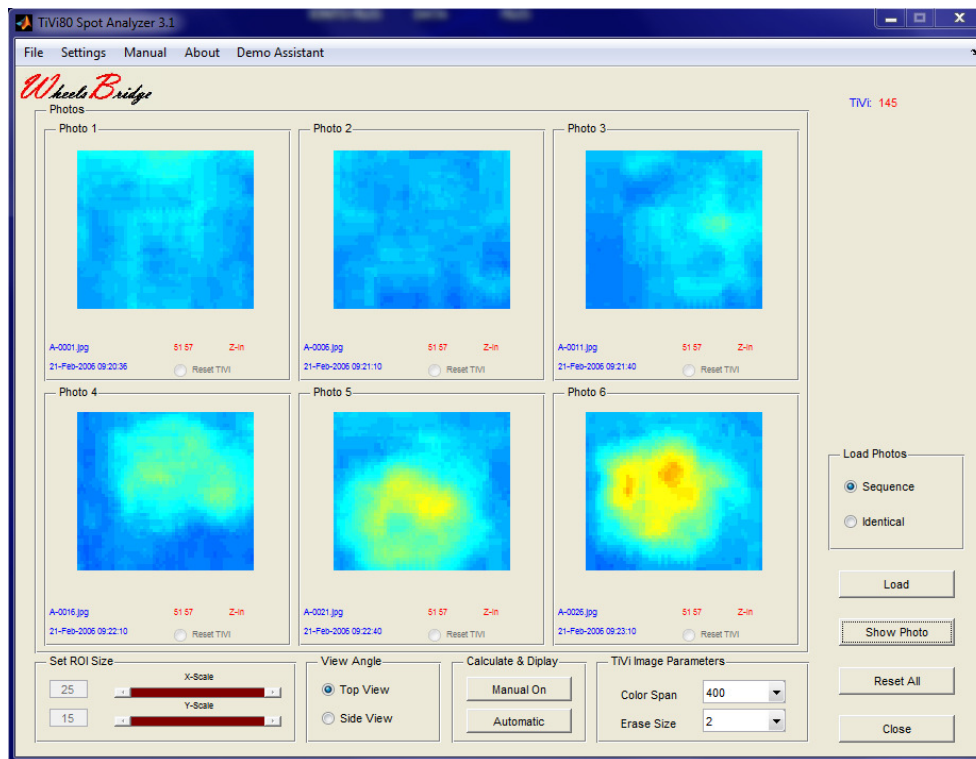 TiVi80 Spot Analyzer 3.1
File Settings Manual About Demo Assistant
WheelsBridge
TiVi: 145
Photos
Photo 1
Photo 2
Photo 3
A-0001.jpg 51 57 Z-in
21-Feb-2006 09:20:36 Reset TiVi
A-0006.jpg 51 57 Z-in
21-Feb-2006 09:21:10 Reset TiVi
A-0011.jpg 51 57 Z-in
21-Feb-2006 09:21:40 Reset TiVi
Photo 4
Photo 5
Photo 6
A-0016.jpg 51 57 Z-in
21-Feb-2006 09:22:10 Reset TiVi
A-0021.jpg 51 57 Z-in
21-Feb-2006 09:22:40 Reset TiVi
A-0026.jpg 51 57 Z-in
21-Feb-2006 09:23:10 Reset TiVi
Load Photos
Sequence
Identical
Load
Show Photo
Reset All
Close
Set ROI Size
25
X-Scale
15
Y-Scale
View Angle
Top View
Side View
Calculate & Diplay
Manual On
Automatic
TiVi Image Parameters
Color Span 400
Erase Size 2